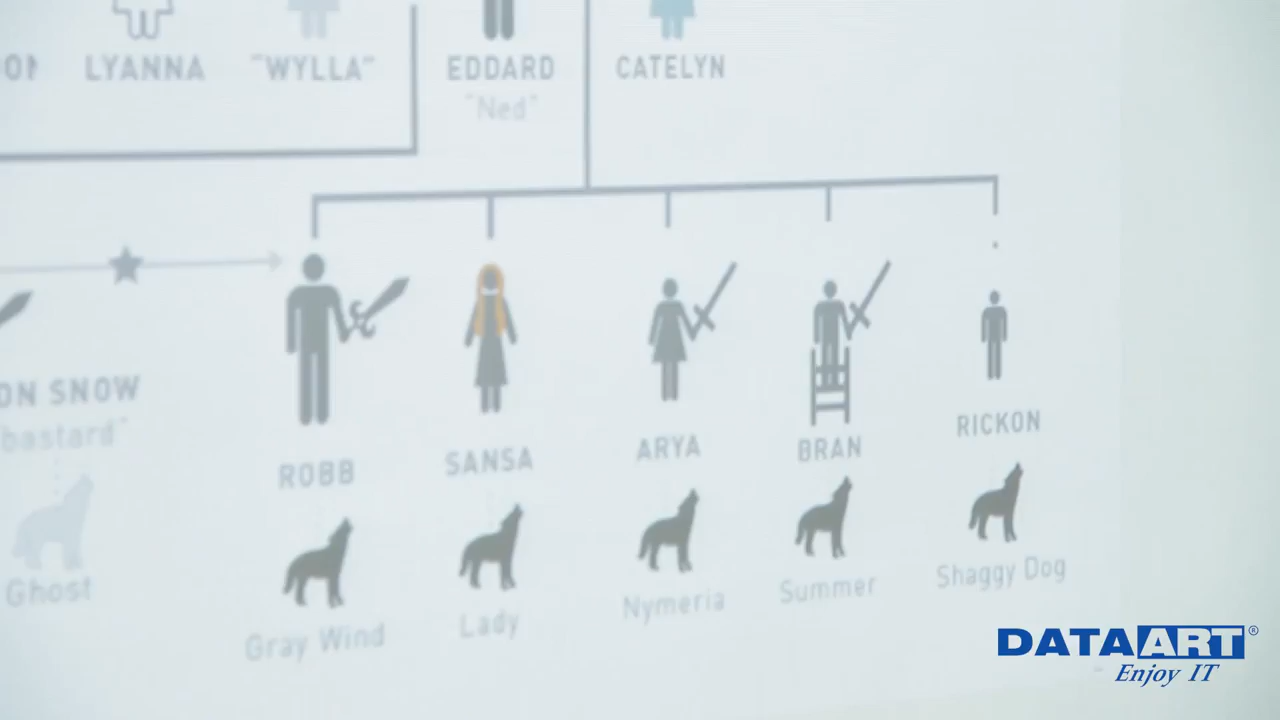 LYANNA
"WYLLA"
EDDARD
"Ned"
CATELYN
ON SNOW
bastard"
Ghost
ROBB
SANSA
ARYA
BRAN
RICKON
Gray Wind
Lady
Nymeria
Summer
Shaggy Dog
DATAART®
Enjoy IT